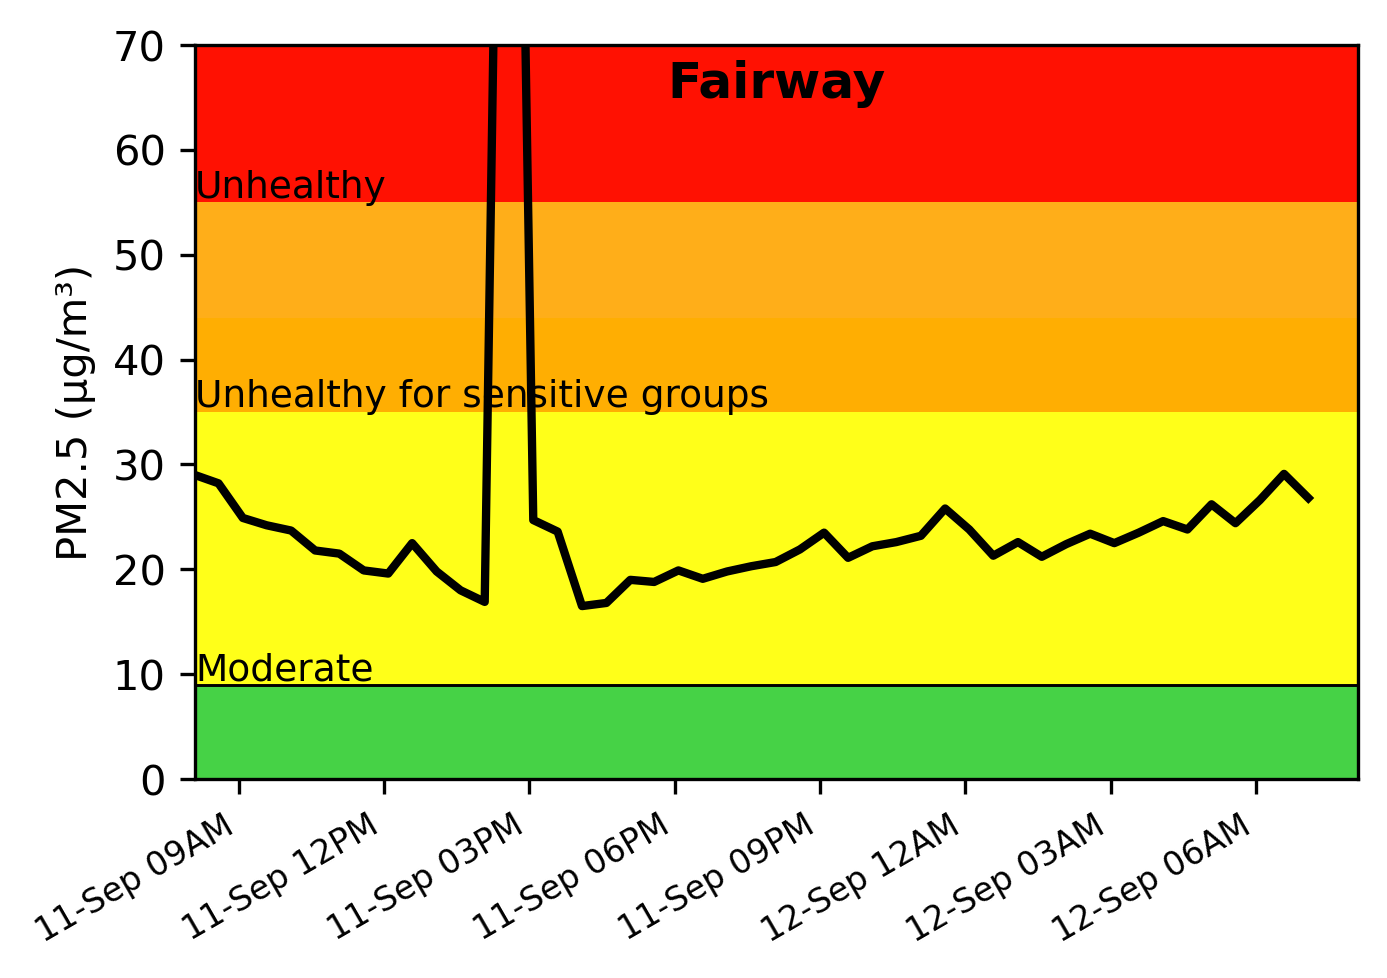 Fairway
70
60
50
40
30
20
10
0
PM2.5 (µg/m³)
Unhealthy
Unhealthy for sensitive groups
Moderate
11-Sep 09AM
11-Sep 12PM
11-Sep 03PM
11-Sep 06PM
11-Sep 09PM
12-Sep 12AM
12-Sep 03AM
12-Sep 06AM